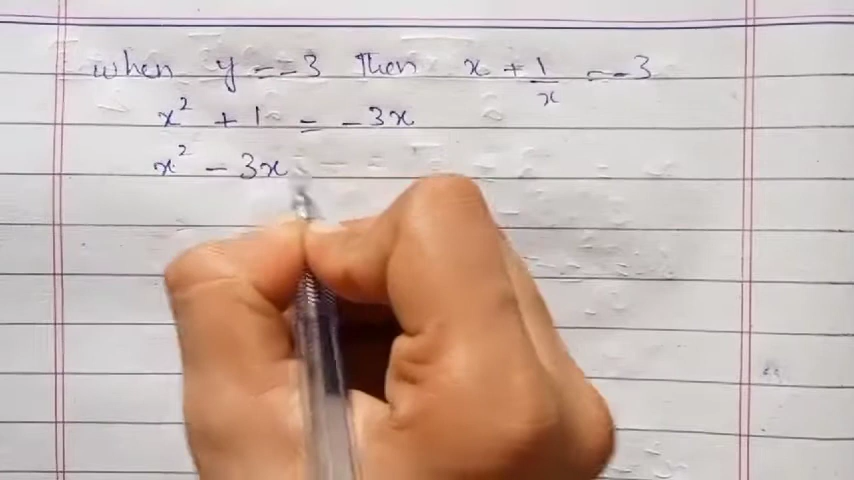 when y = -3 Then x + 1/x = -3
x² + 1 = -3x
x² - 3x